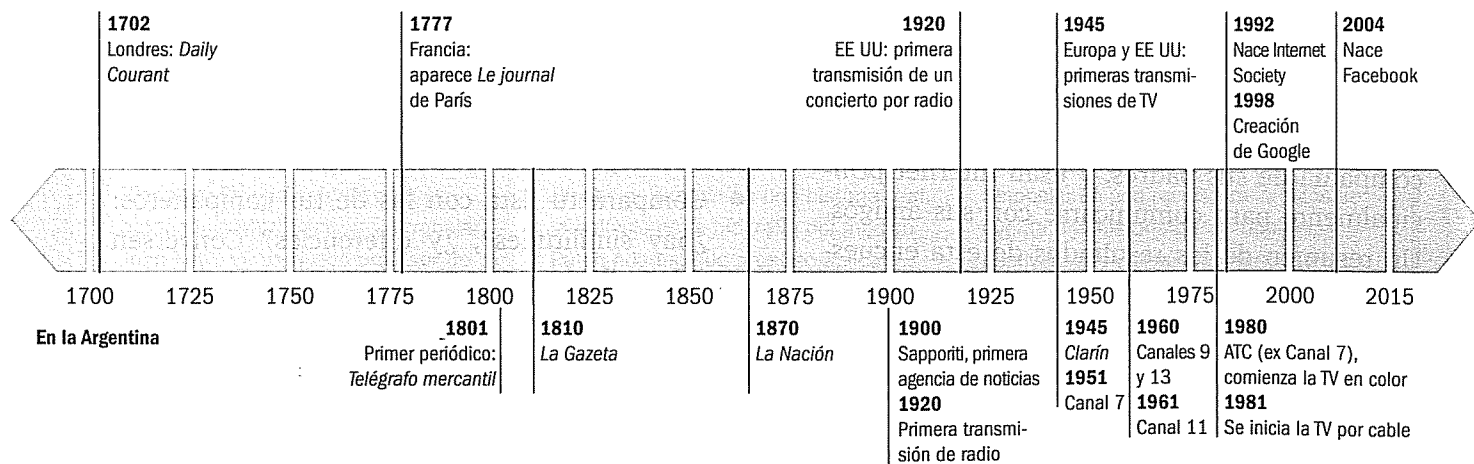 1702
Londres: Daily
Courant
1777
Francia:
aparece Le journal
de París
1920
EE UU: primera
transmisión de un
concierto por radio
1945
Europa y EE UU:
primeras transmi-
siones de TV
1992
Nace Internet
Society
1998
Creación
de Google
2004
Nace
Facebook
1700 1725 1750 1775 1800 1825 1850 1875 1900 1925 1950 1975 2000 2015
En la Argentina
1801
Primer periódico:
Telégrafo mercantil
1810
La Gazeta
1870
La Nación
1900
Sapporiti, primera
agencia de noticias
1920
Primera transmi-
sión de radio
1945
Clarín
1951
Canal 7
1960
Canales 9
y 13
1961
Canal 11
1980
ATC (ex Canal 7),
comienza la TV en color
1981
Se inicia la TV por cable